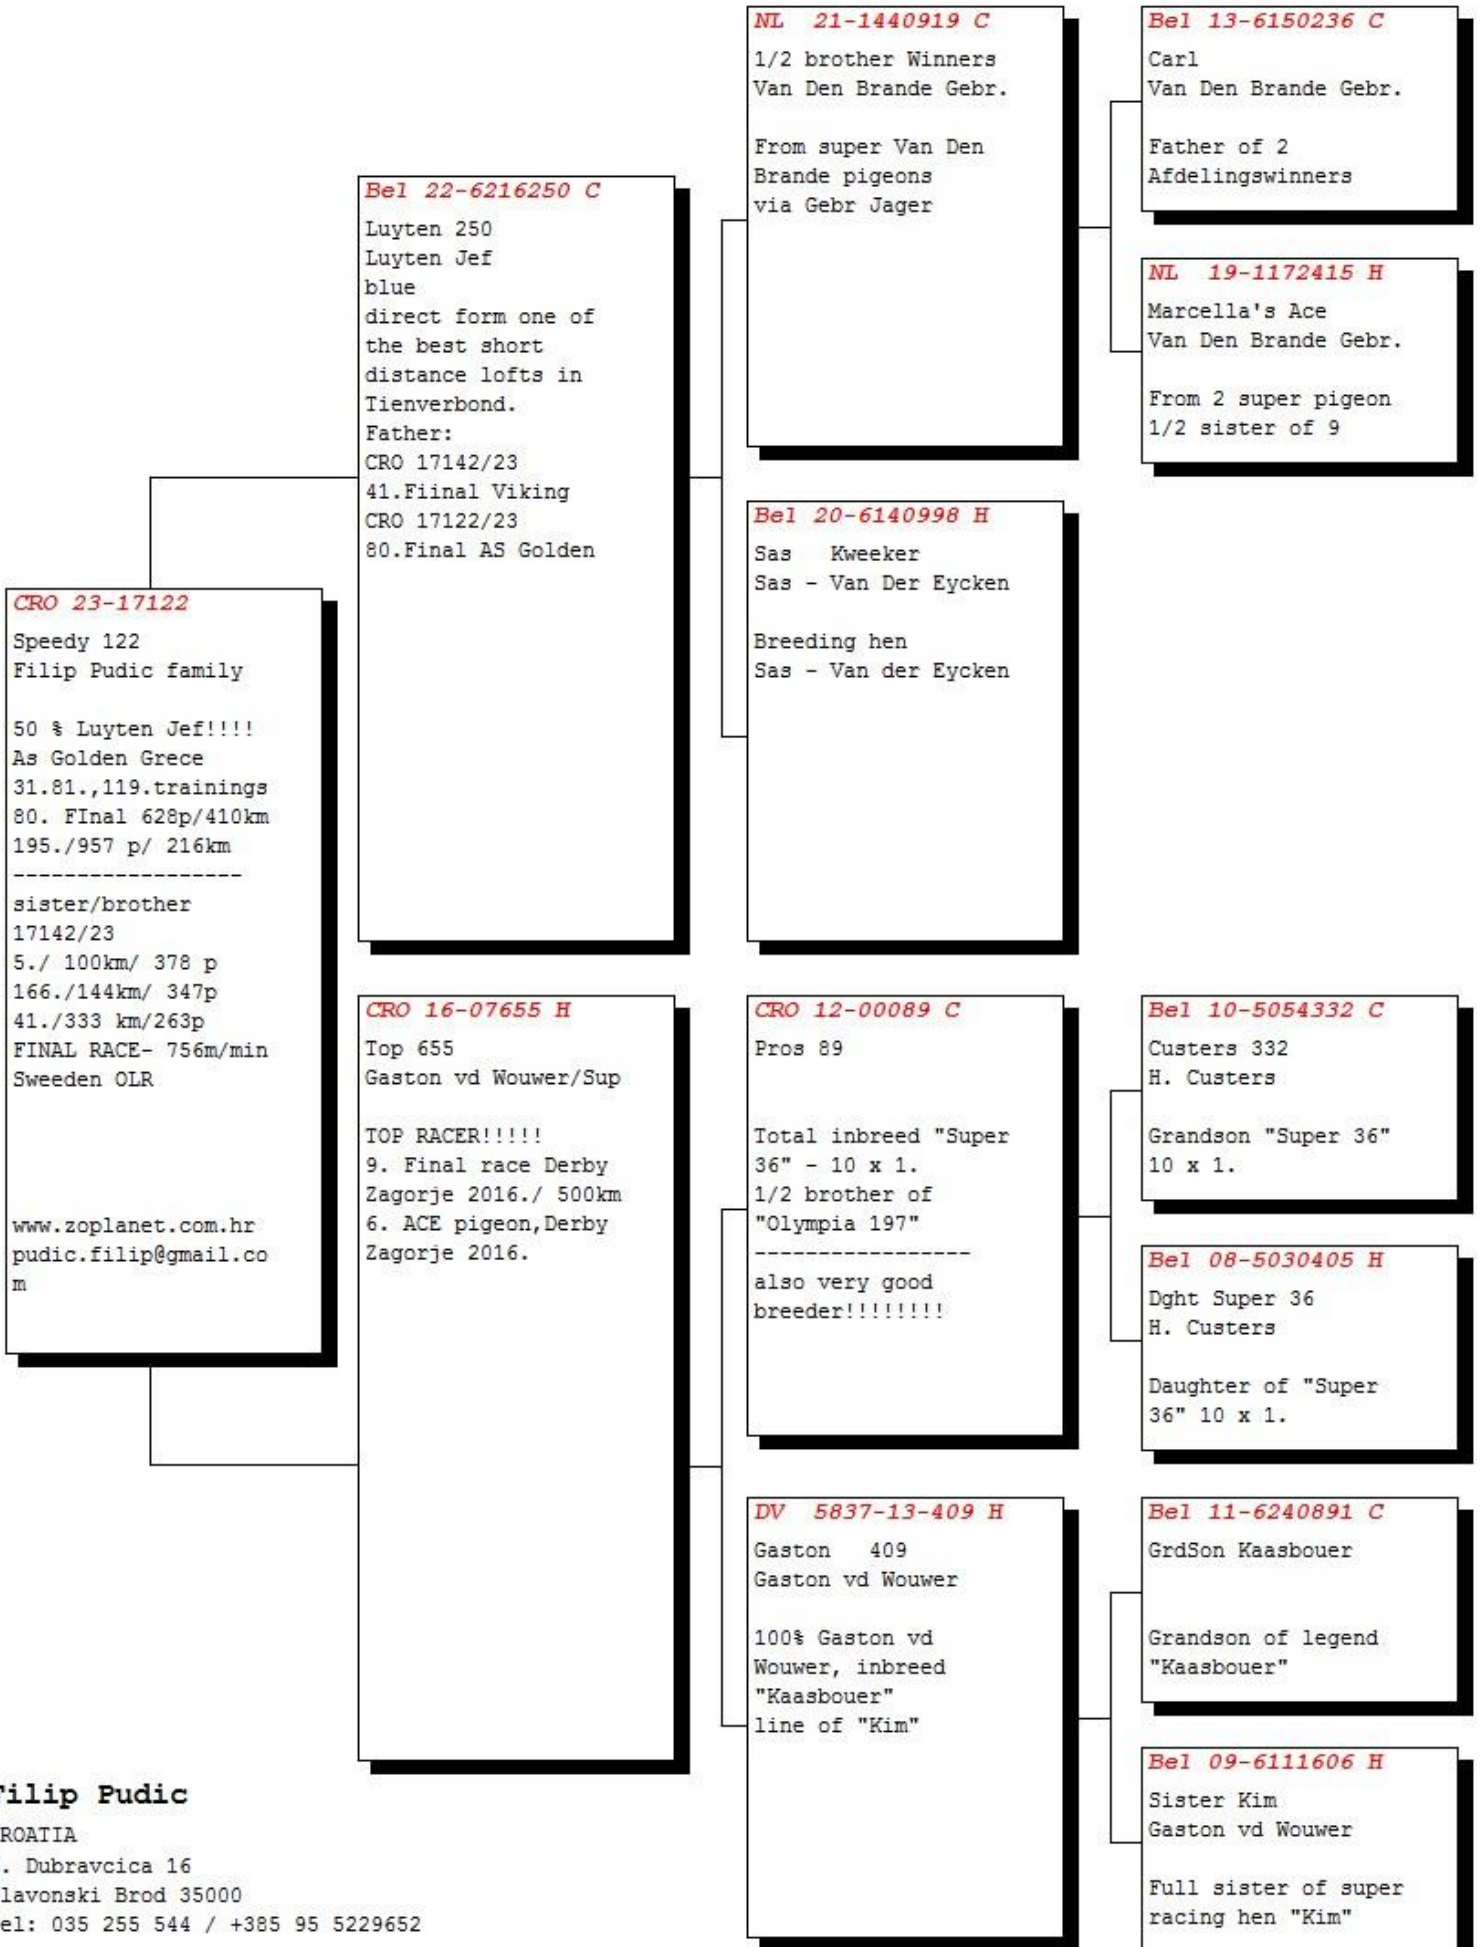 CRO 23-17122
Speedy 122
Filip Pudic family
50 % Luyten Jef!!!!
As Golden Grece
31.81.,119.trainings
80. FInal 628p/410km
195./957 p/ 216km
------------------
sister/brother
17142/23
5./ 100km/ 378 p
166./144km/ 347p
41./333 km/263p
FINAL RACE- 756m/min
Sweeden OLR
www.zoplanet.com.hr
pudic.filip@gmail.co
m
Bel 22-6216250 C
Luyten 250
Luyten Jef
blue
direct form one of
the best short
distance lofts in
Tienverbond.
Father:
CRO 17142/23
41.Fiinal Viking
CRO 17122/23
80.Final AS Golden
CRO 16-07655 H
Top 655
Gaston vd Wouwer/Sup
TOP RACER!!!!!
9. Final race Derby
Zagorje 2016./ 500km
6. ACE pigeon,Derby
Zagorje 2016.
NL 21-1440919 C
1/2 brother Winners
Van Den Brande Gebr.
From super Van Den
Brande pigeons
via Gebr Jager
Bel 20-6140998 H
Sas Kweeker
Sas - Van Der Eycken
Breeding hen
Sas - Van der Eycken
CRO 12-00089 C
Pros 89
Total inbreed "Super
36" - 10 x 1.
1/2 brother of
"Olympia 197"
-----------------
also very good
breeder!!!!!!!!
DV 5837-13-409 H
Gaston 409
Gaston vd Wouwer
100% Gaston vd
Wouwer, inbreed
"Kaasbouer"
line of "Kim"
Bel 13-6150236 C
Carl
Van Den Brande Gebr.
Father of 2
Afdelingswinners
NL 19-1172415 H
Marcella's Ace
Van Den Brande Gebr.
From 2 super pigeon
1/2 sister of 9
Bel 10-5054332 C
Custers 332
H. Custers
Grandson "Super 36"
10 x 1.
Bel 08-5030405 H
Dght Super 36
H. Custers
Daughter of "Super
36" 10 x 1.
Bel 11-6240891 C
GrdSon Kaasbouer
Grandson of legend
"Kaasbouer"
Bel 09-6111606 H
Sister Kim
Gaston vd Wouwer
Full sister of super
racing hen "Kim"
Filip Pudic
ROATIA
. Dubravcica 16
lavonski Brod 35000
el: 035 255 544 / +385 95 5229652